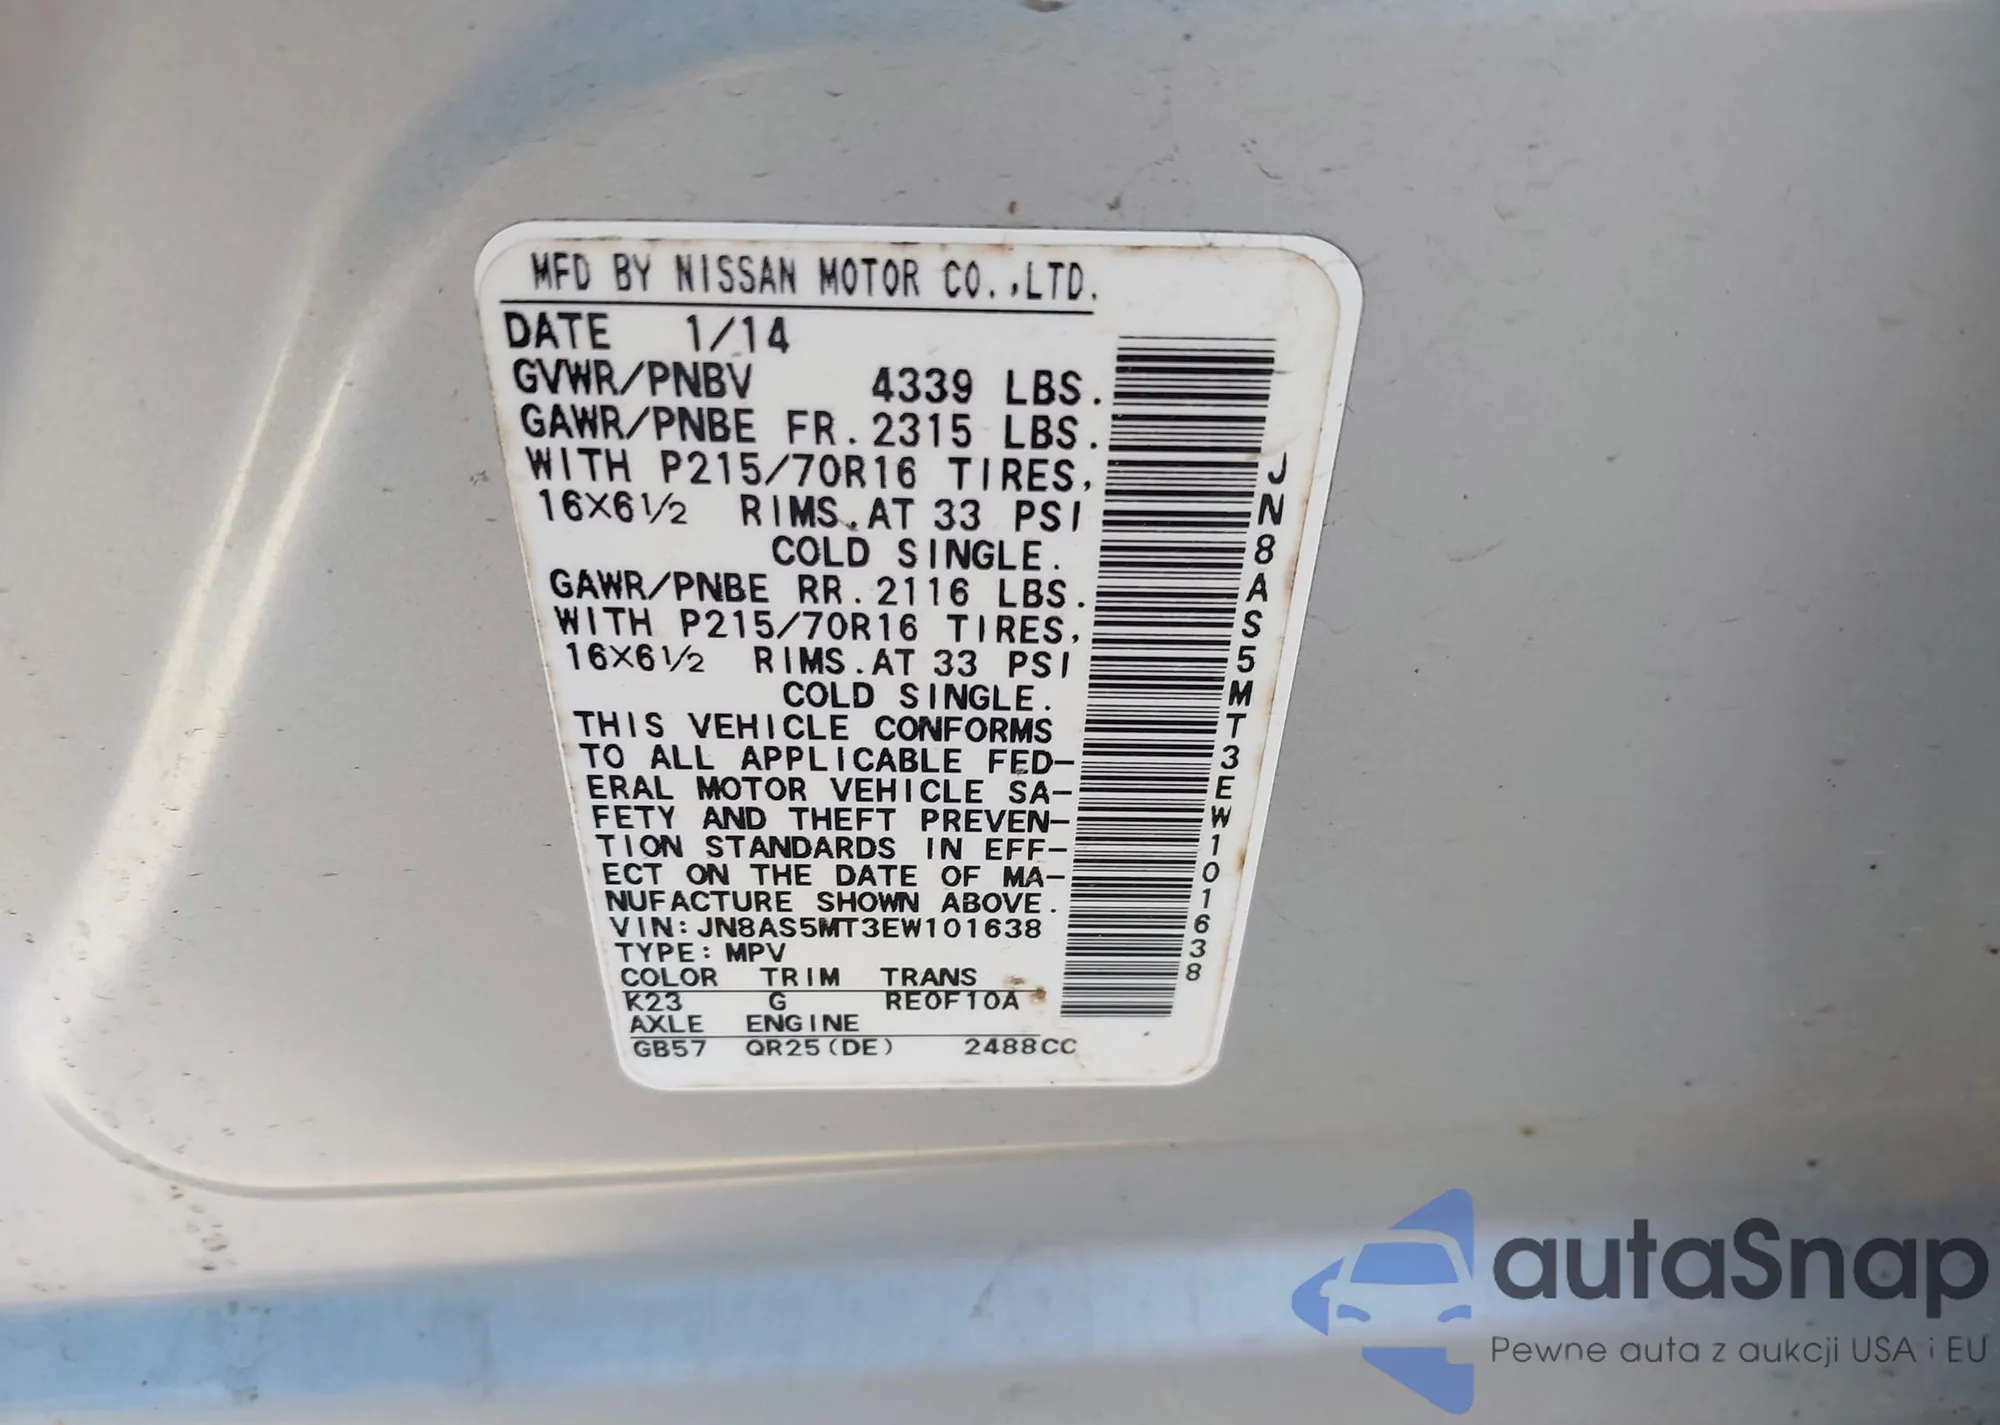 MFD BY NISSAN MOTOR CO.,LTD.
DATE 1/14
GVWR/PNBV 4339 LBS.
GAWR/PNBE FR. 2315 LBS.
WITH P215/70R16 TIRES,
16X6½ RIMS.AT 33 PSI
COLD SINGLE.
GAWR/PNBE RR. 2116 LBS.
WITH P215/70R16 TIRES,
16X6½ RIMS.AT 33 PSI
COLD SINGLE.
THIS VEHICLE CONFORMS
TO ALL APPLICABLE FED-
ERAL MOTOR VEHICLE SA-
FETY AND THEFT PREVEN-
TION STANDARDS IN EFF-
ECT ON THE DATE OF MA-
NUFACTURE SHOWN ABOVE.
VIN: JN8AS5MT3EW101638
TYPE: MPV
COLOR TRIM TRANS
K23 G RE0F10A
AXLE ENGINE
GB57 QR25(DE) 2488CC
JN8AS5MT3EW101638
autaSnap
Pewne auta z aukcji USA i EU